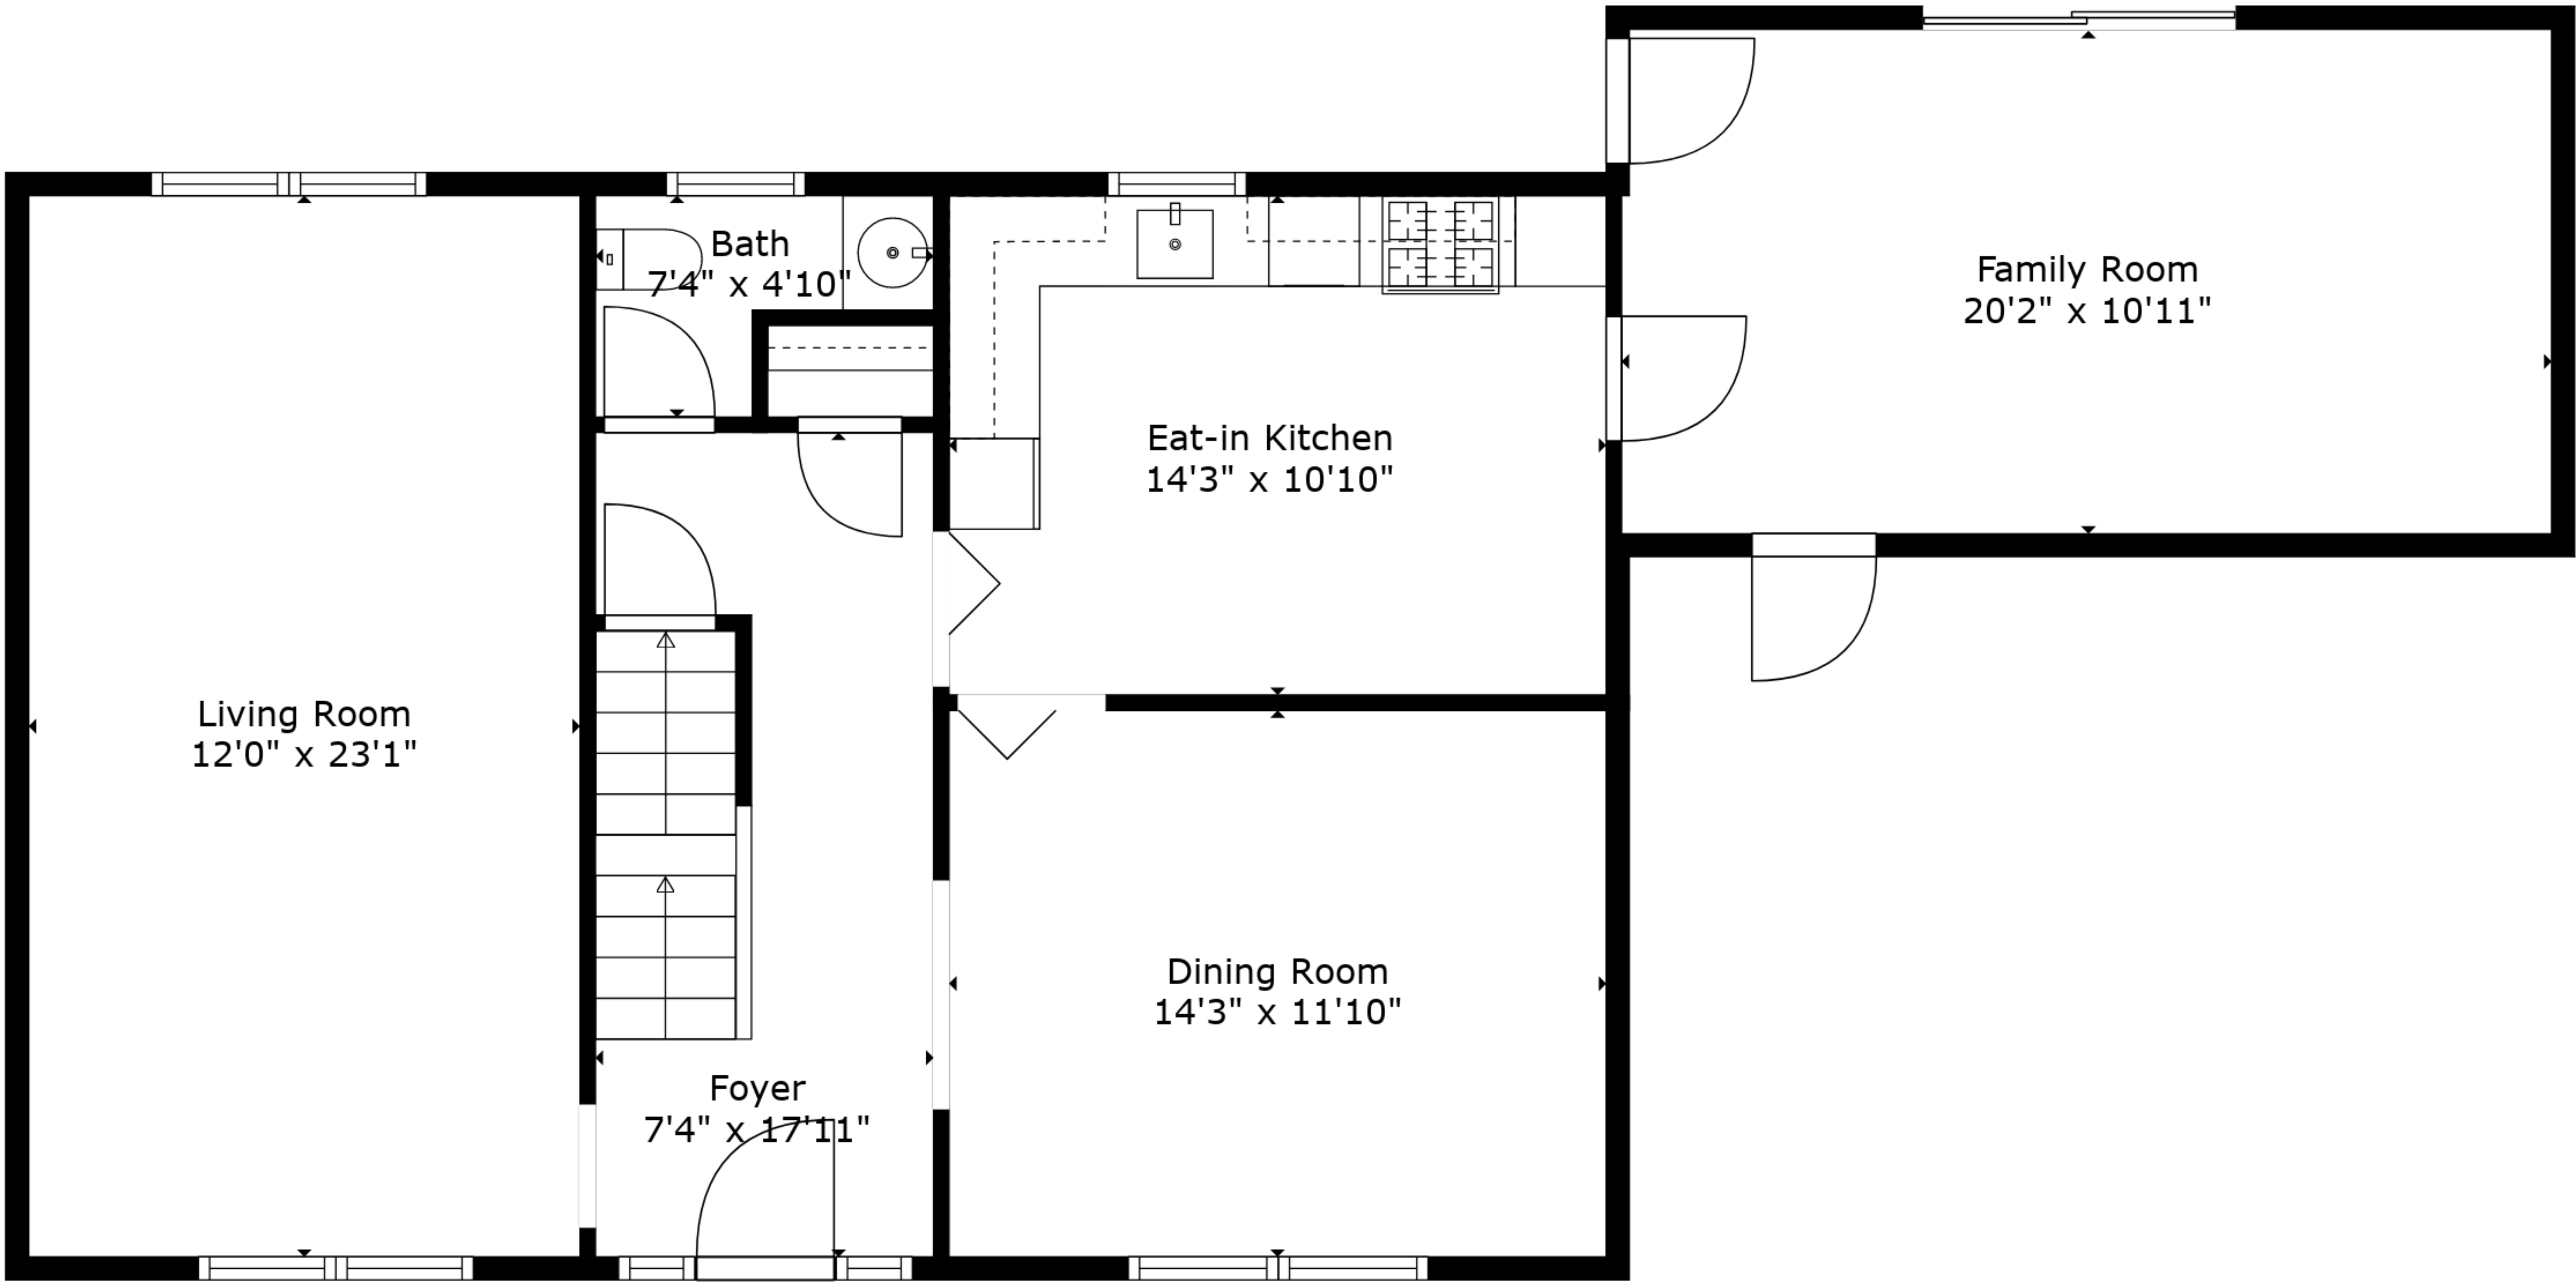 Bath
7'4" x 4'10"
Family Room
20'2" x 10'11"
Eat-in Kitchen
14'3" x 10'10"
Living Room
12'0" x 23'1"
Dining Room
14'3" x 11'10"
Foyer
7'4" x 17'11"